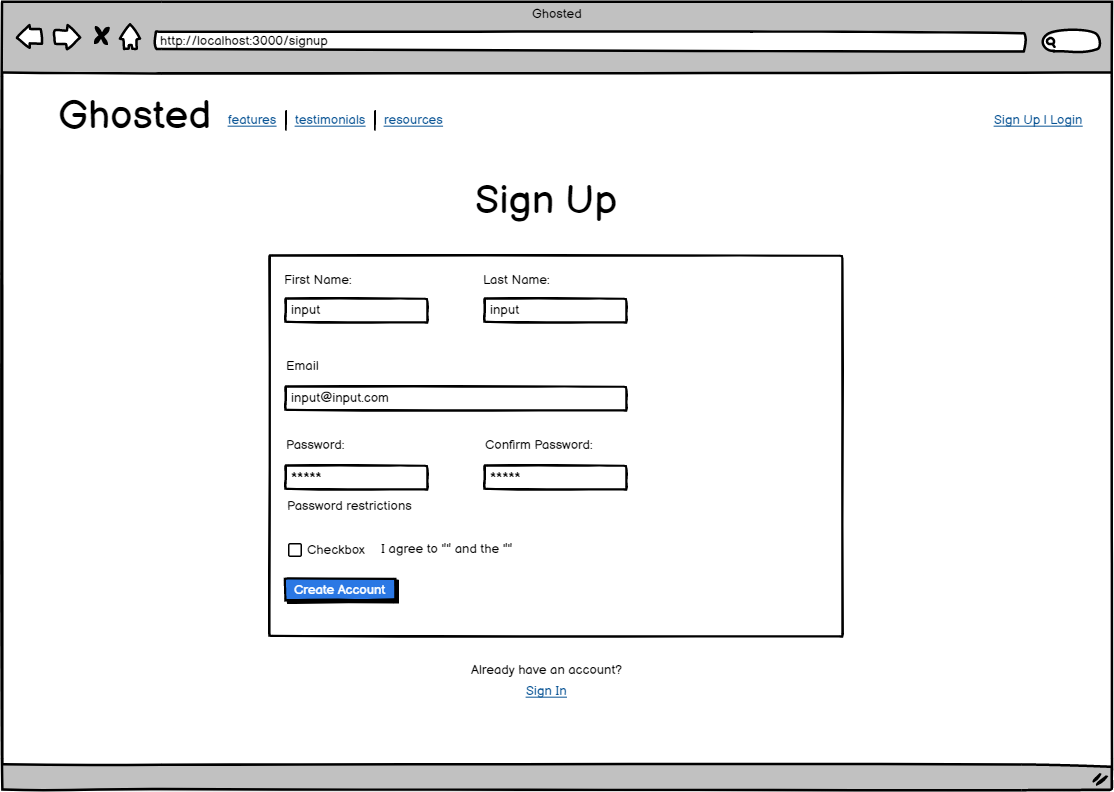 Ghosted
http://localhost:3000/signup
Ghosted features testimonials resources Sign Up | Login
Sign Up
First Name: Last Name:
input input
Email
input@input.com
Password: Confirm Password:
***** *****
Password restrictions
Checkbox I agree to "" and the ""
Create Account
Already have an account?
Sign In